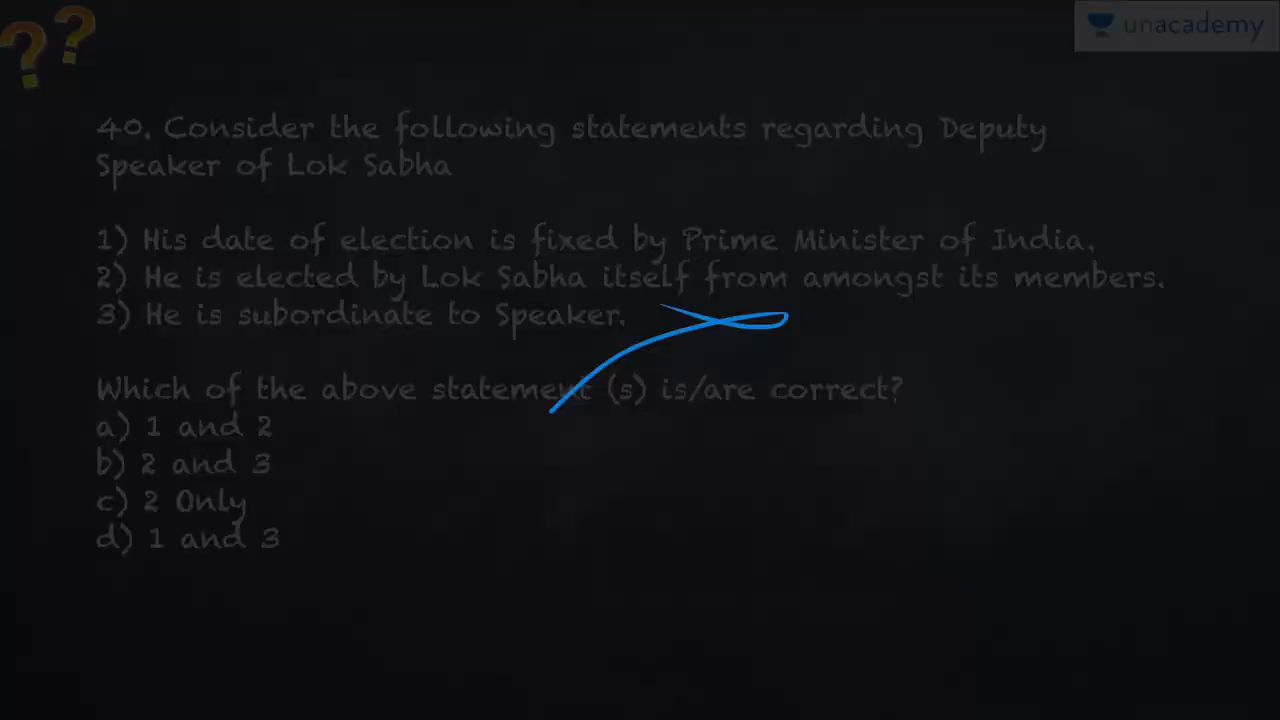 ??
unacademy
40. Consider the following statements regarding Deputy
Speaker of Lok Sabha
1) His date of election is fixed by Prime Minister of India.
2) He is elected by Lok Sabha itself from amongst its members.
3) He is subordinate to Speaker.
Which of the above statement (s) is/are correct?
a) 1 and 2
b) 2 and 3
c) 2 Only
d) 1 and 3